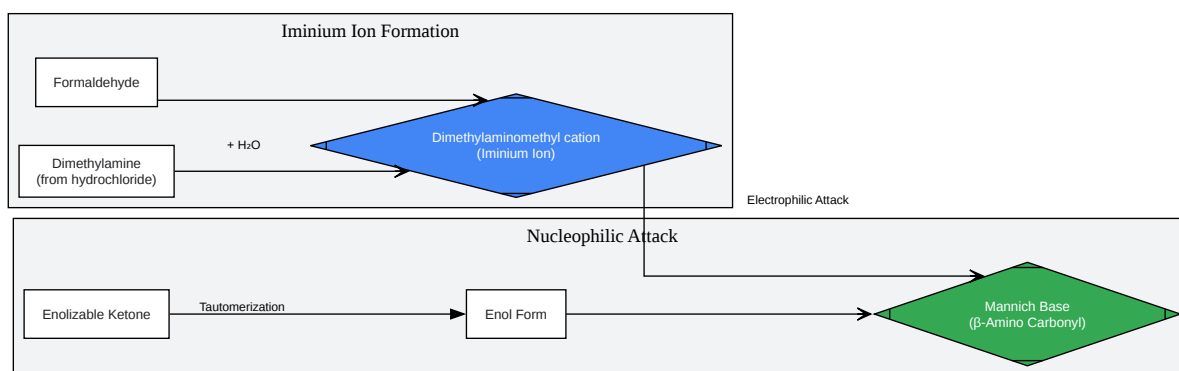 Iminium Ion Formation
Formaldehyde
Dimethylaminomethyl cation
(Iminium Ion)
+ H₂O
Dimethylamine
(from hydrochloride)
Electrophilic Attack
Nucleophilic Attack
Enolizable Ketone
Tautomerization
Enol Form
Mannich Base
(β-Amino Carbonyl)